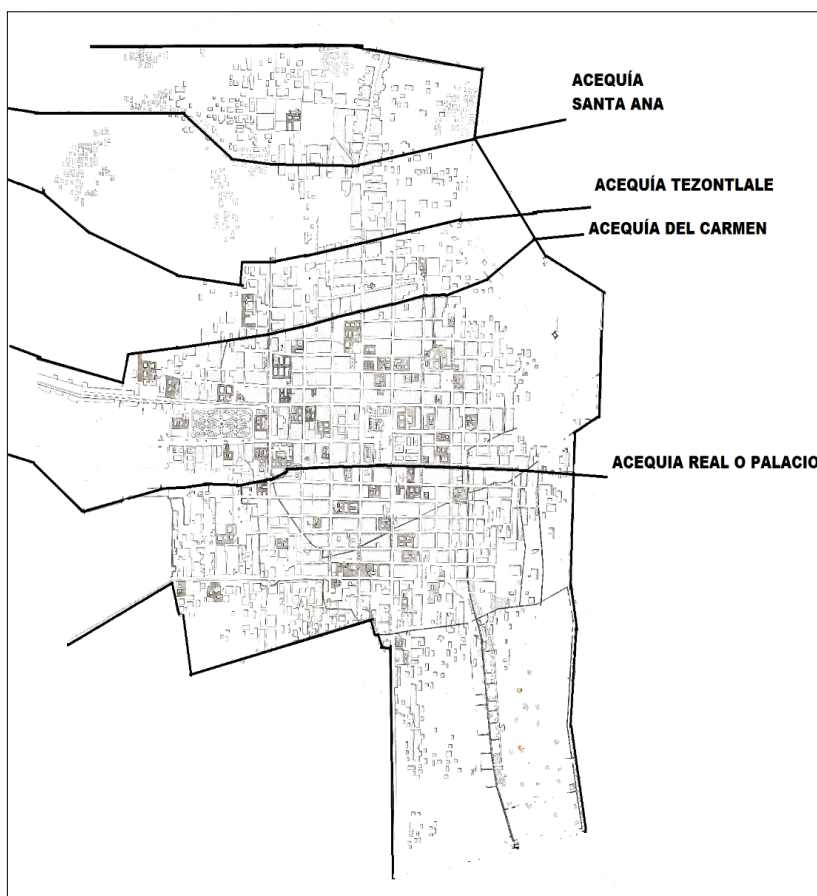 ACEQUÍA
SANTA ANA
ACEQUÍA TEZONTLALE
ACEQUÍA DEL CARMEN
ACEQUIA REAL O PALACIO